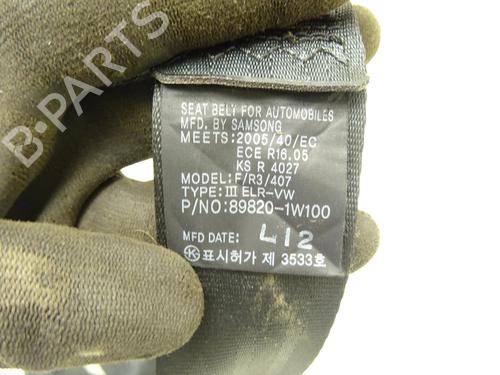 B-PARTS
SEAT BELT FOR AUTOMOBILES
MFD. BY SAMSONG
MEETS: 2005/40/EC
ECE R16.05
KS R 4027
MODEL: F/R3/407
TYPE: III ELR-VW
P/NO: 89820-1W100
MFD DATE: L12
표시허가 제 3533호